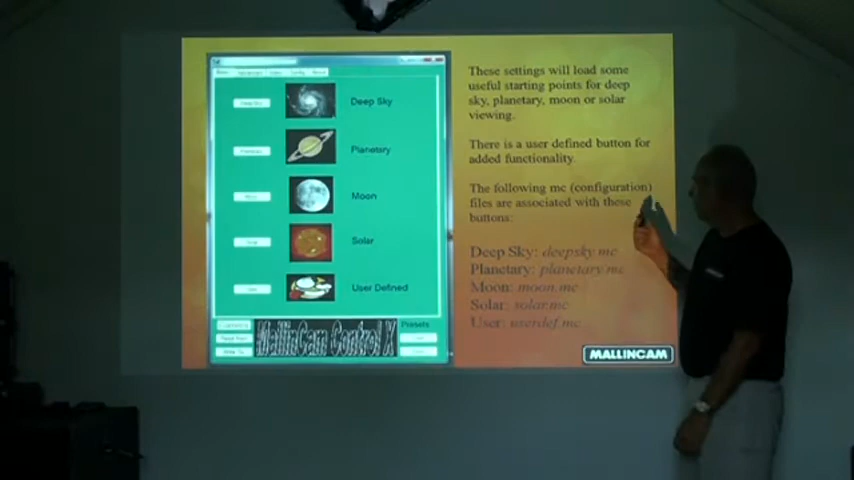 These settings will load some
useful starting points for deep
sky, planetary, moon or solar
viewing.
There is a user defined button for
added functionality.
The following mc (configuration)
files are associated with these
buttons:
Deep Sky: deepsky.mc
Planetary: planetary.mc
Moon: moon.mc
Solar: solar.mc
User: userdef.mc
MALLINCAM
Deep Sky
Planetary
Moon
Solar
User Defined
MallinCam Control X
Presets